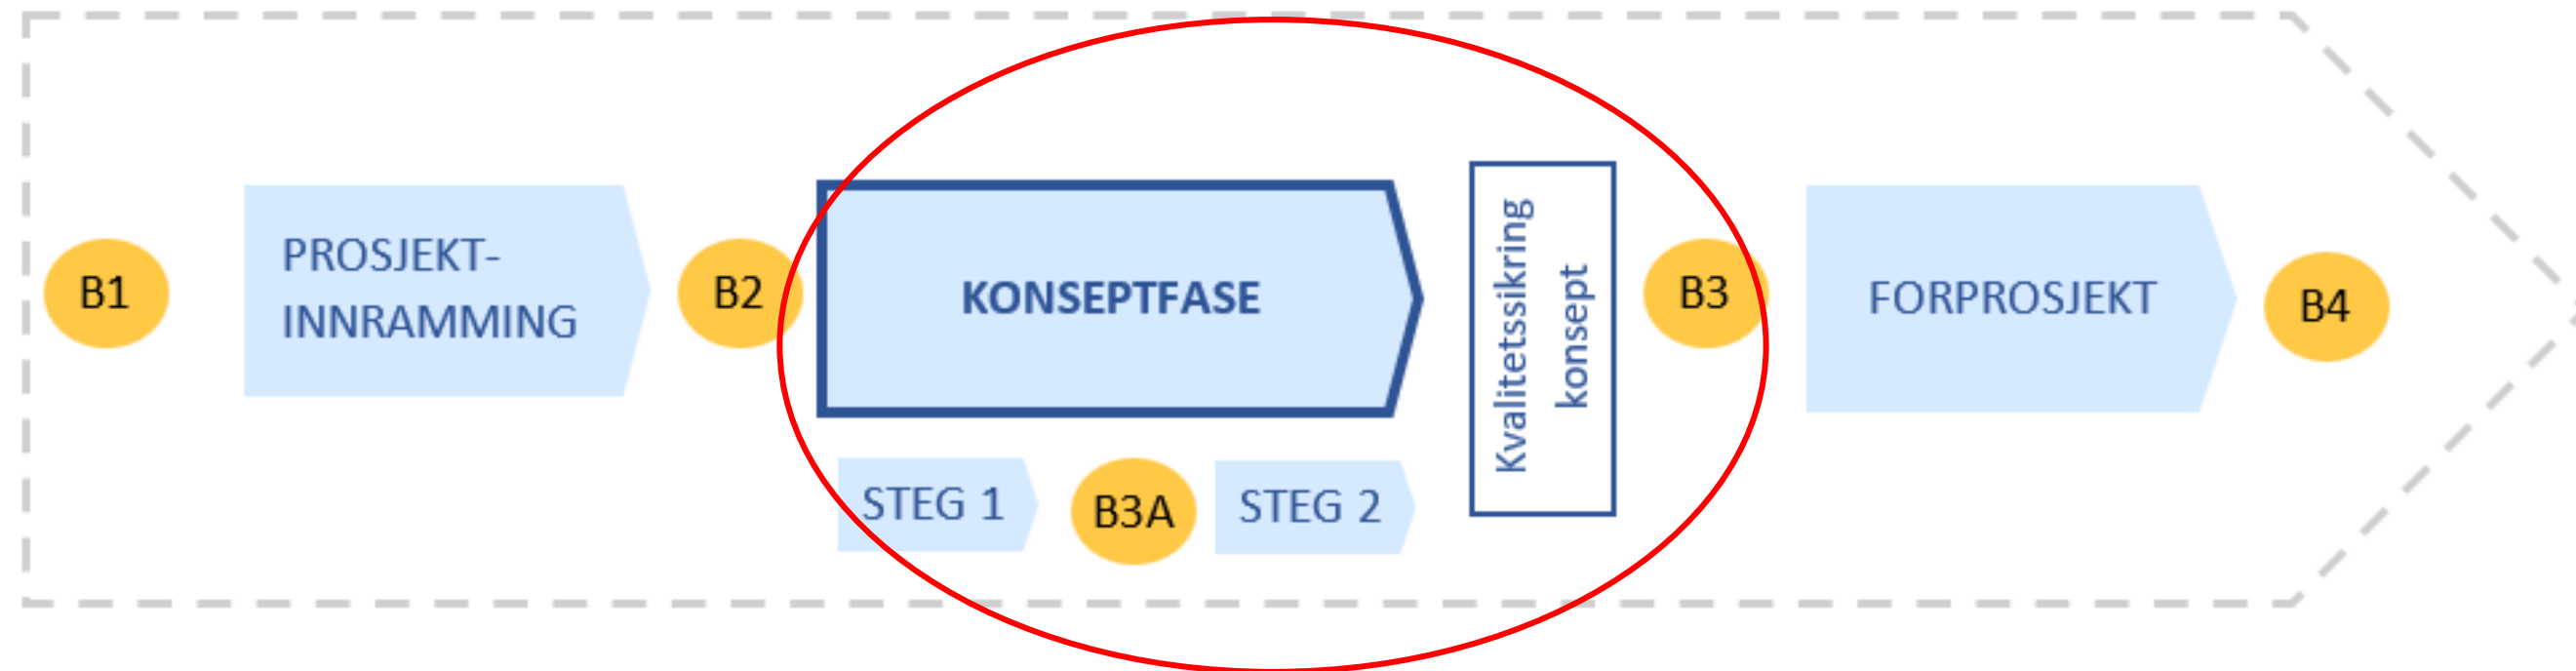 B1
PROSJEKT-
INNRAMMING
B2
KONSEPTFASE
STEG 1
B3A
STEG 2
Kvalitetssikring
konsept
B3
FORPROSJEKT
B4